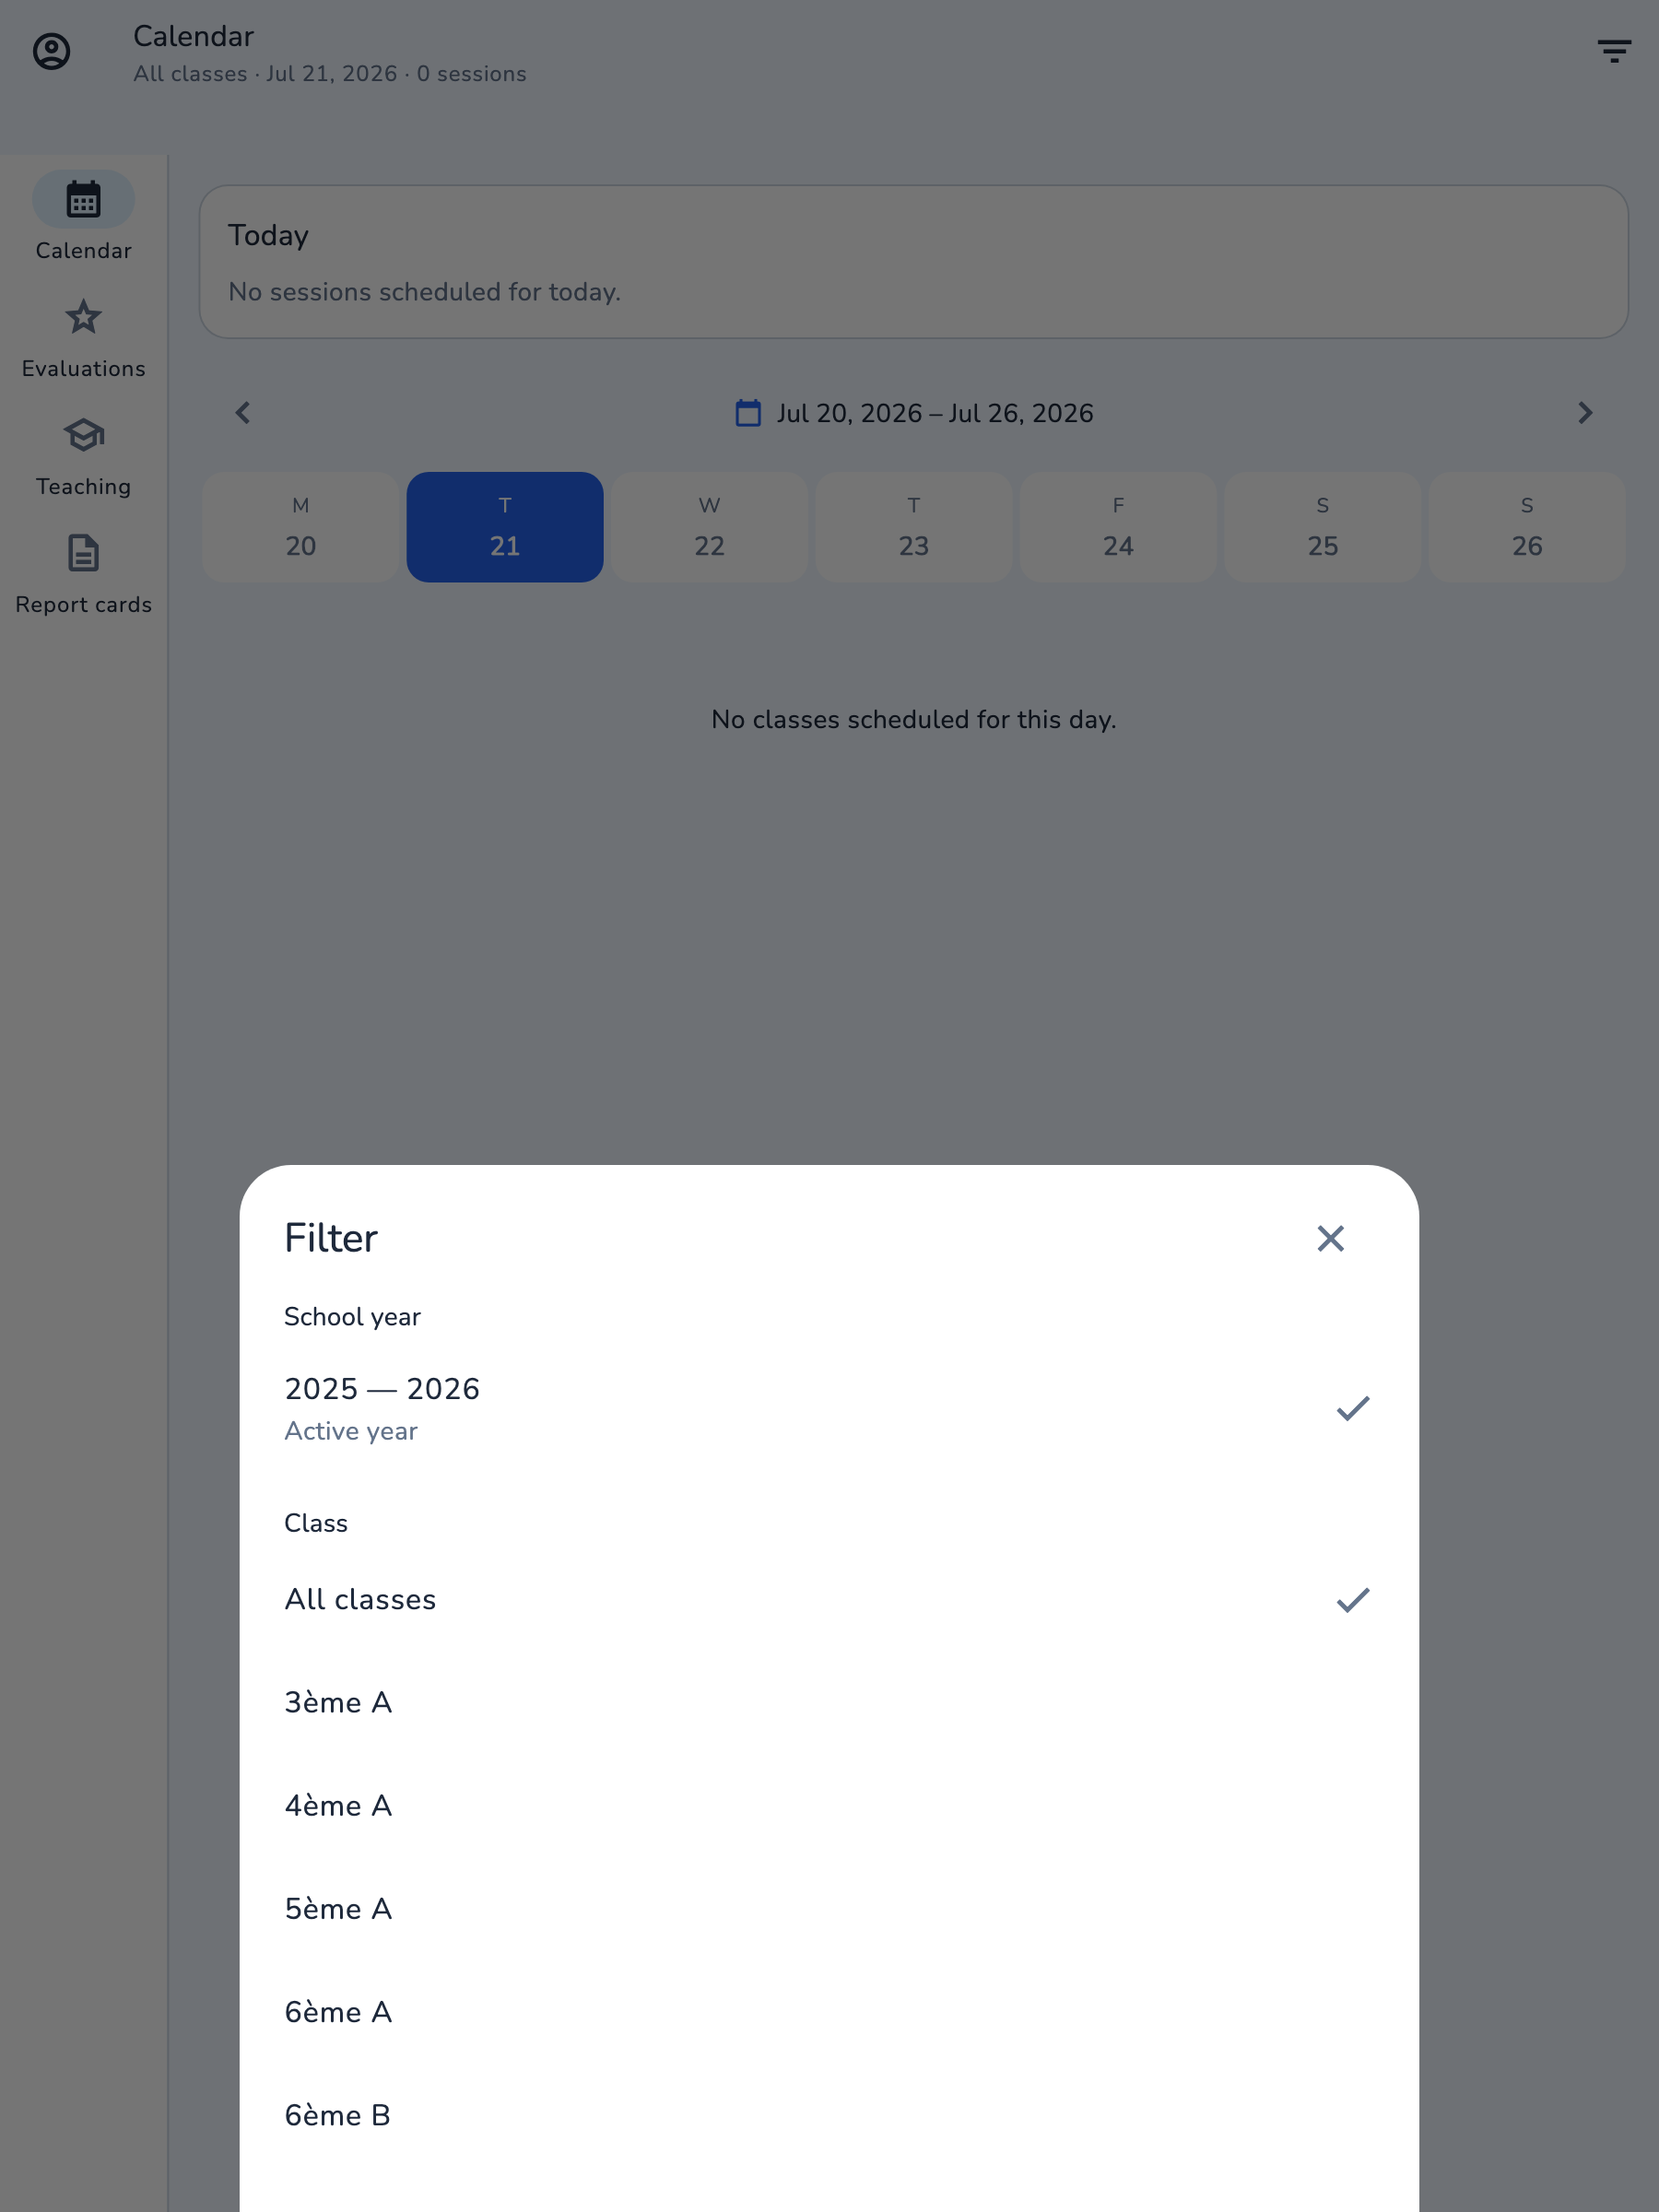 Calendar
All classes · Jul 21, 2026 · 0 sessions
Calendar
Evaluations
Teaching
Report cards
Today
No sessions scheduled for today.
Jul 20, 2026 – Jul 26, 2026
M T W T F S S
20 21 22 23 24 25 26
No classes scheduled for this day.
Filter
School year
2025 — 2026
Active year
Class
All classes
3ème A
4ème A
5ème A
6ème A
6ème B